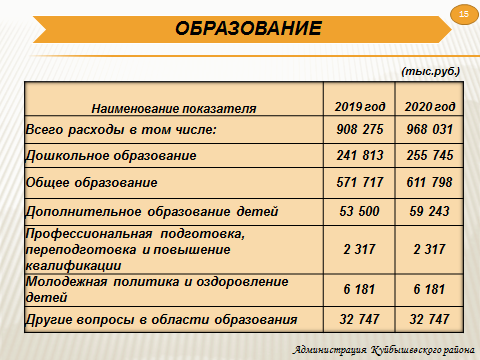 15
ОБРАЗОВАНИЕ
(тыс.руб.)
Наименование показателя 2019 год 2020 год
Всего расходы в том числе: 908 275 968 031
Дошкольное образование 241 813 255 745
Общее образование 571 717 611 798
Дополнительное образование детей 53 500 59 243
Профессиональная подготовка,
переподготовка и повышение 2 317 2 317
квалификации
Молодежная политика и оздоровление
детей 6 181 6 181
Другие вопросы в области образования 32 747 32 747
Администрация Куйбышевского района